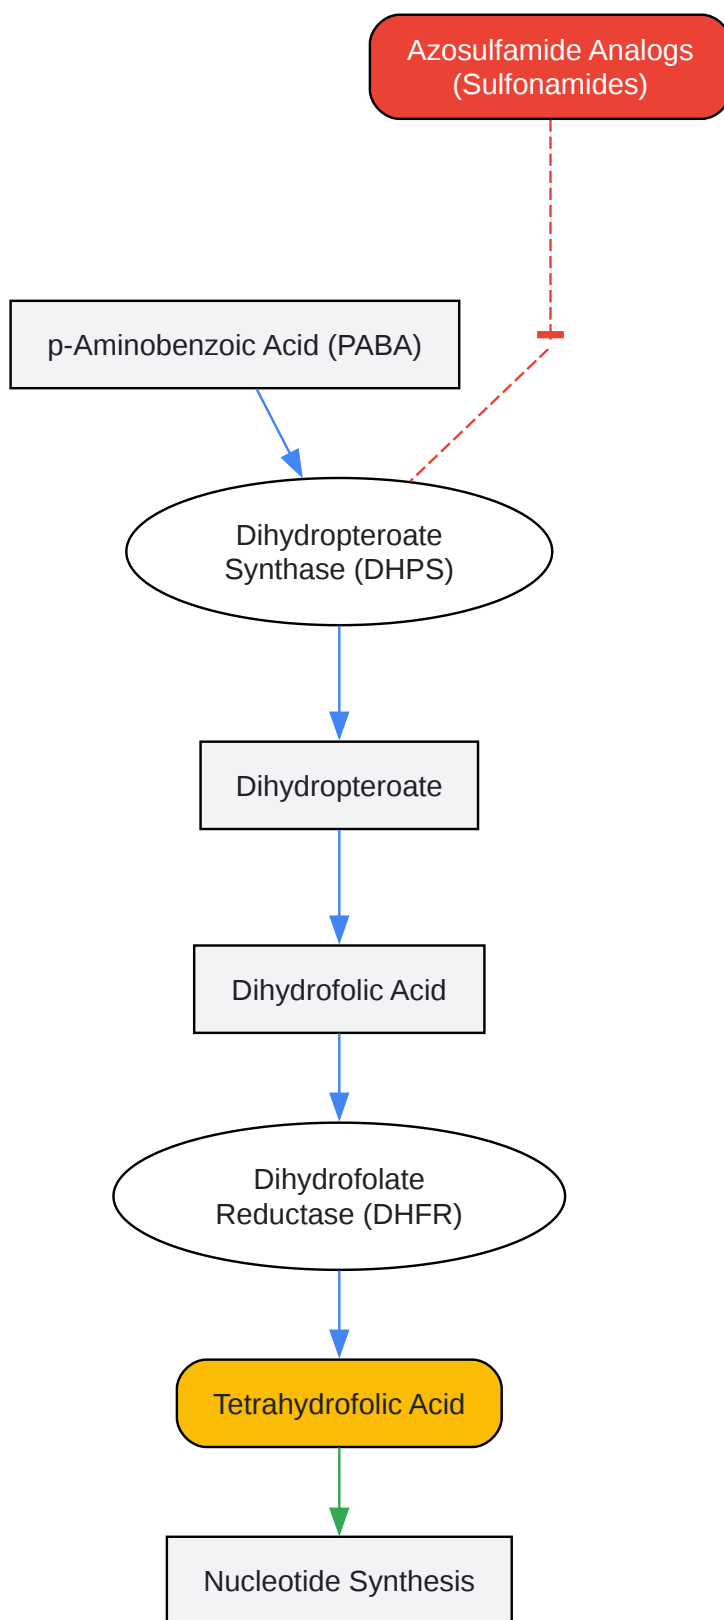 Azosulfamide Analogs
(Sulfonamides)
p-Aminobenzoic Acid (PABA)
Dihydropteroate
Synthase (DHPS)
Dihydropteroate
Dihydrofolic Acid
Dihydrofolate
Reductase (DHFR)
Tetrahydrofolic Acid
Nucleotide Synthesis